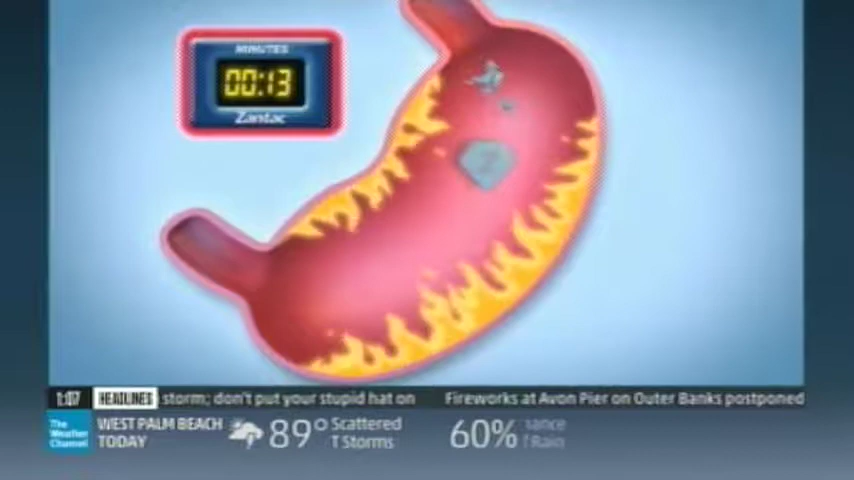 MINUTES
00:13
Zantac
1:07 HEADLINES storm; don't put your stupid hat on Fireworks at Avon Pier on Outer Banks postponed
The
Weather
Channel
WEST PALM BEACH
TODAY
89° Scattered
T Storms
60%
f Rain